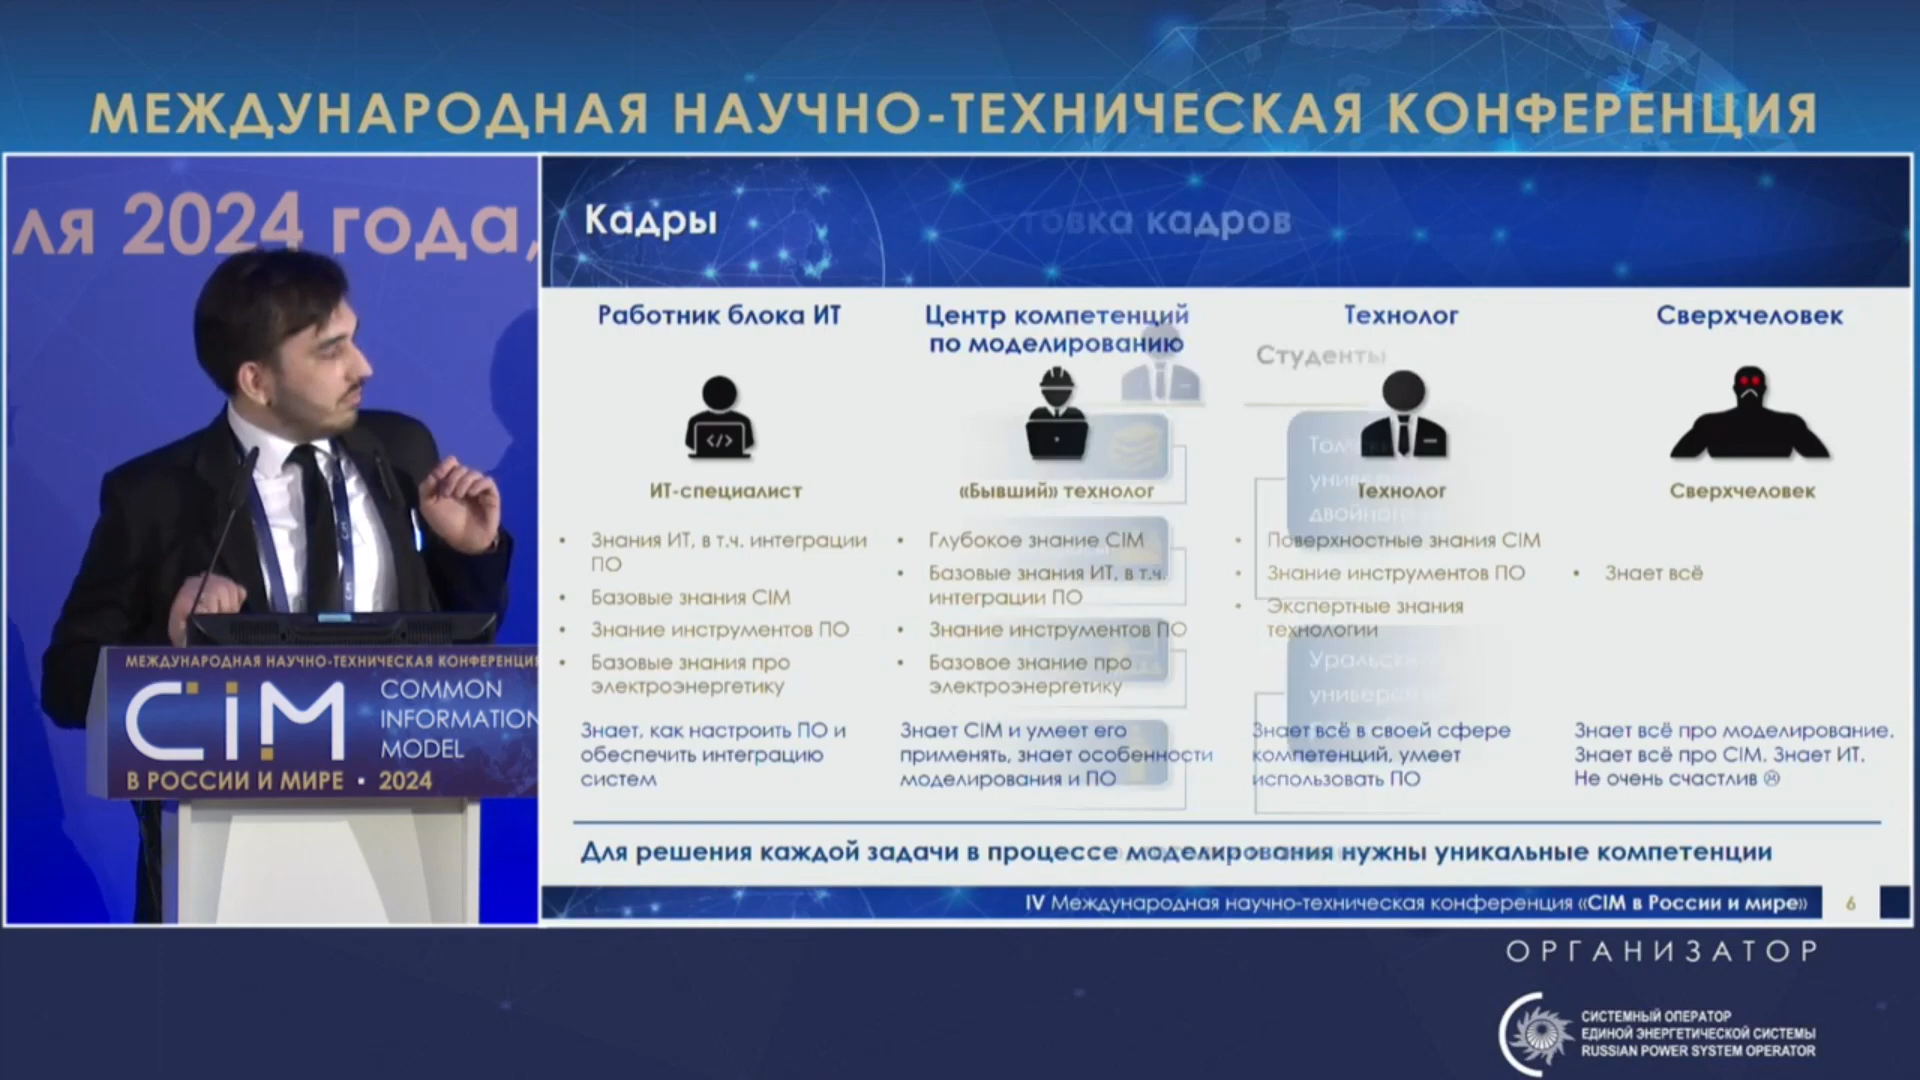 МЕЖДУНАРОДНАЯ НАУЧНО-ТЕХНИЧЕСКАЯ КОНФЕРЕНЦИЯ
ля 2024 года,
МЕЖДУНАРОДНАЯ НАУЧНО-ТЕХНИЧЕСКАЯ КОНФЕРЕНЦИЯ
CiM
COMMON
INFORMATION
MODEL
В РОССИИ И МИРЕ ▪ 2024
Кадры
товка кадров
Работник блока ИТ
ИТ-специалист
• Знания ИТ, в т.ч. интеграции
ПО
• Базовые знания CIM
• Знание инструментов ПО
• Базовые знания про
электроэнергетику
Знает, как настроить ПО и
обеспечить интеграцию
систем
Центр компетенций
по моделированию
«Бывший» технолог
• Глубокое знание CIM
• Базовые знания ИТ, в т.ч.
интеграции ПО
• Знание инструментов ПО
• Базовое знание про
электроэнергетику
Знает CIM и умеет его
применять, знает особенности
моделирования и ПО
Технолог
Студенты
Технолог
• Поверхностные знания CIM
• Знание инструментов ПО
• Экспертные знания
технологии
Знает всё в своей сфере
компетенций, умеет
использовать ПО
Сверхчеловек
Сверхчеловек
• Знает всё
Знает всё про моделирование.
Знает всё про CIM. Знает ИТ.
Не очень счастлив ☹
Для решения каждой задачи в процессе моделирования нужны уникальные компетенции
IV Международная научно-техническая конференция «CIM в России и мире»
6
ОРГАНИЗАТОР
СИСТЕМНЫЙ ОПЕРАТОР
ЕДИНОЙ ЭНЕРГЕТИЧЕСКОЙ СИСТЕМЫ
RUSSIAN POWER SYSTEM OPERATOR